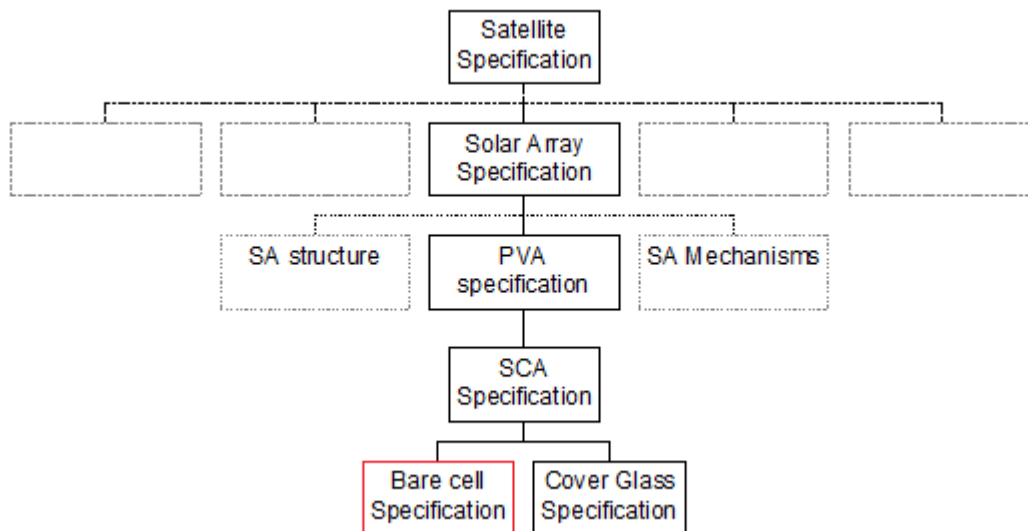 Satellite
Specification
Solar Array
Specification
SA structure
PVA
specification
SA Mechanisms
SCA
Specification
Bare cell
Specification
Cover Glass
Specification